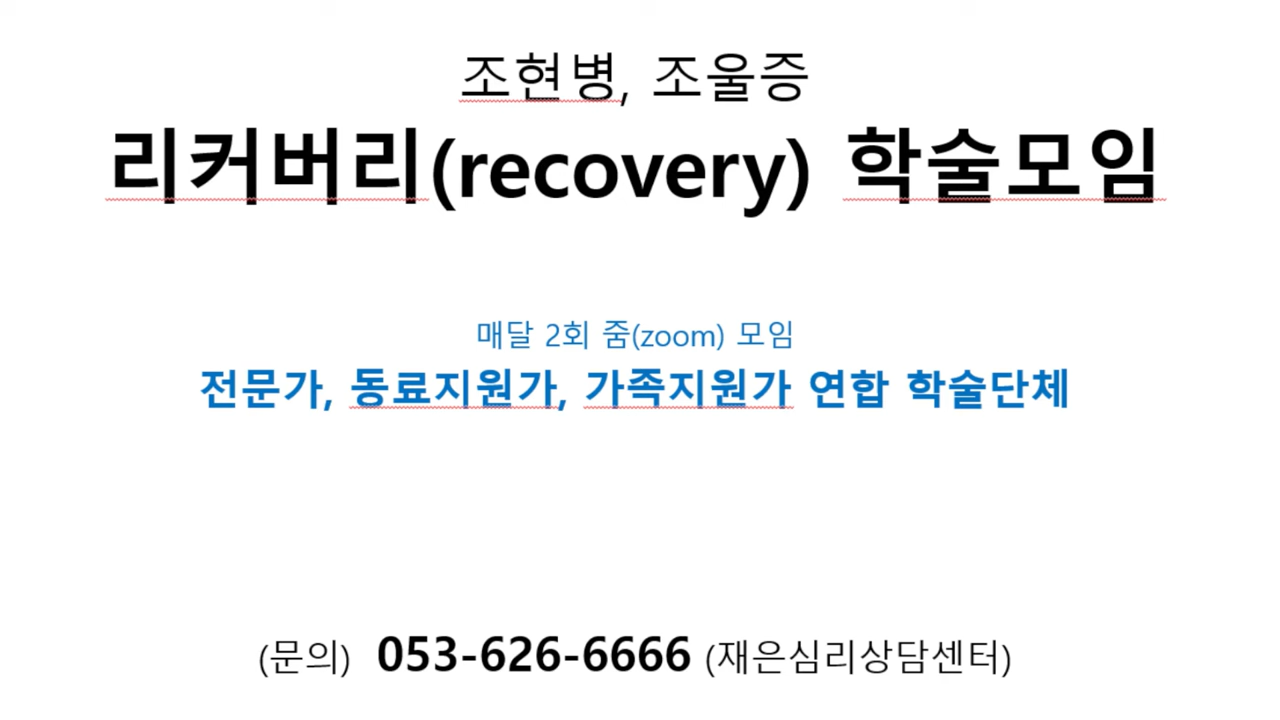 조현병, 조울증
리커버리(recovery) 학술모임
매달 2회 줌(zoom) 모임
전문가, 동료지원가, 가족지원가 연합 학술단체
(문의) 053-626-6666 (재은심리상담센터)